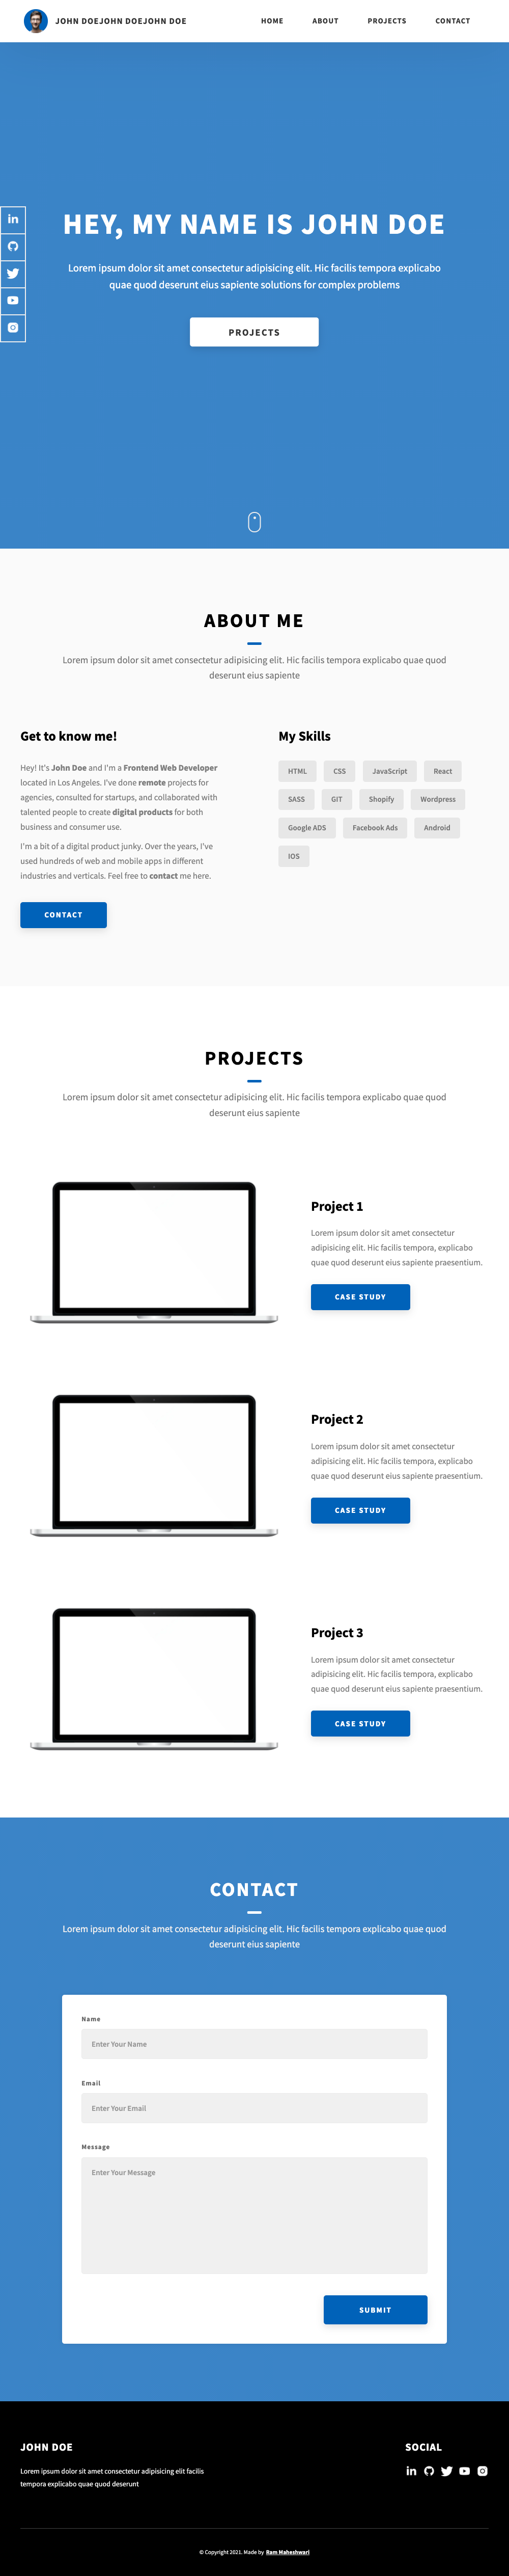 JOHN DOEJOHN DOEJOHN DOE
HOME ABOUT PROJECTS CONTACT
HEY, MY NAME IS JOHN DOE
Lorem ipsum dolor sit amet consectetur adipisicing elit. Hic facilis tempora explicabo
quae quod deserunt eius sapiente solutions for complex problems
PROJECTS
ABOUT ME
Lorem ipsum dolor sit amet consectetur adipisicing elit. Hic facilis tempora explicabo quae quod
deserunt eius sapiente
Get to know me!
Hey! It's John Doe and I'm a Frontend Web Developer
located in Los Angeles. I've done remote projects for
agencies, consulted for startups, and collaborated with
talented people to create digital products for both
business and consumer use.
I'm a bit of a digital product junky. Over the years, I've
used hundreds of web and mobile apps in different
industries and verticals. Feel free to contact me here.
CONTACT
My Skills
HTML CSS JavaScript React
SASS GIT Shopify Wordpress
Google ADS Facebook Ads Android
IOS
PROJECTS
Lorem ipsum dolor sit amet consectetur adipisicing elit. Hic facilis tempora explicabo quae quod
deserunt eius sapiente
Project 1
Lorem ipsum dolor sit amet consectetur
adipisicing elit. Hic facilis tempora, explicabo
quae quod deserunt eius sapiente praesentium.
CASE STUDY
Project 2
Lorem ipsum dolor sit amet consectetur
adipisicing elit. Hic facilis tempora, explicabo
quae quod deserunt eius sapiente praesentium.
CASE STUDY
Project 3
Lorem ipsum dolor sit amet consectetur
adipisicing elit. Hic facilis tempora, explicabo
quae quod deserunt eius sapiente praesentium.
CASE STUDY
CONTACT
Lorem ipsum dolor sit amet consectetur adipisicing elit. Hic facilis tempora explicabo quae quod
deserunt eius sapiente
Name
Enter Your Name
Email
Enter Your Email
Message
Enter Your Message
SUBMIT
JOHN DOE
Lorem ipsum dolor sit amet consectetur adipisicing elit facilis
tempora explicabo quae quod deserunt
SOCIAL
© Copyright 2021. Made by Ram Maheshwari